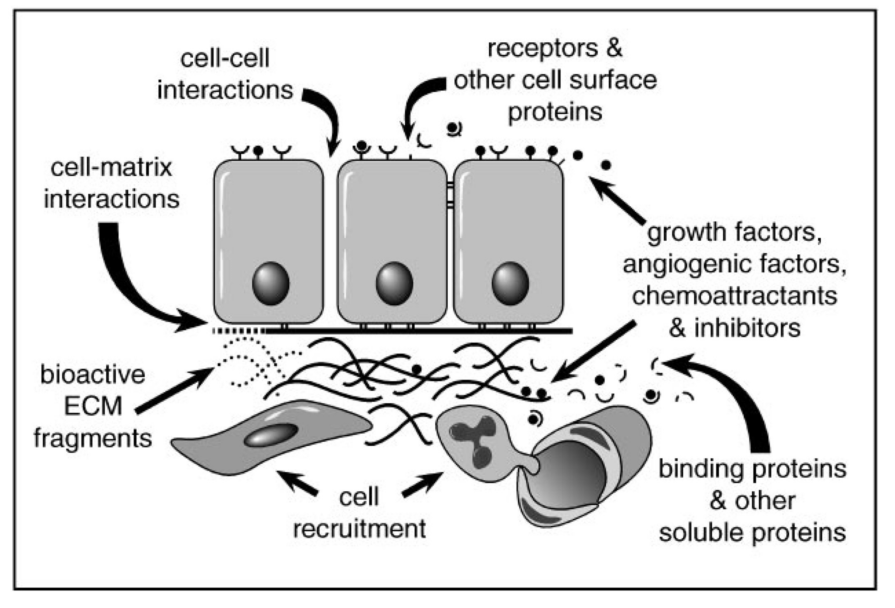 cell-cell
interactions
receptors &
other cell surface
proteins
cell-matrix
interactions
growth factors,
angiogenic factors,
chemoattractants
& inhibitors
bioactive
ECM
fragments
cell
recruitment
binding proteins
& other
soluble proteins